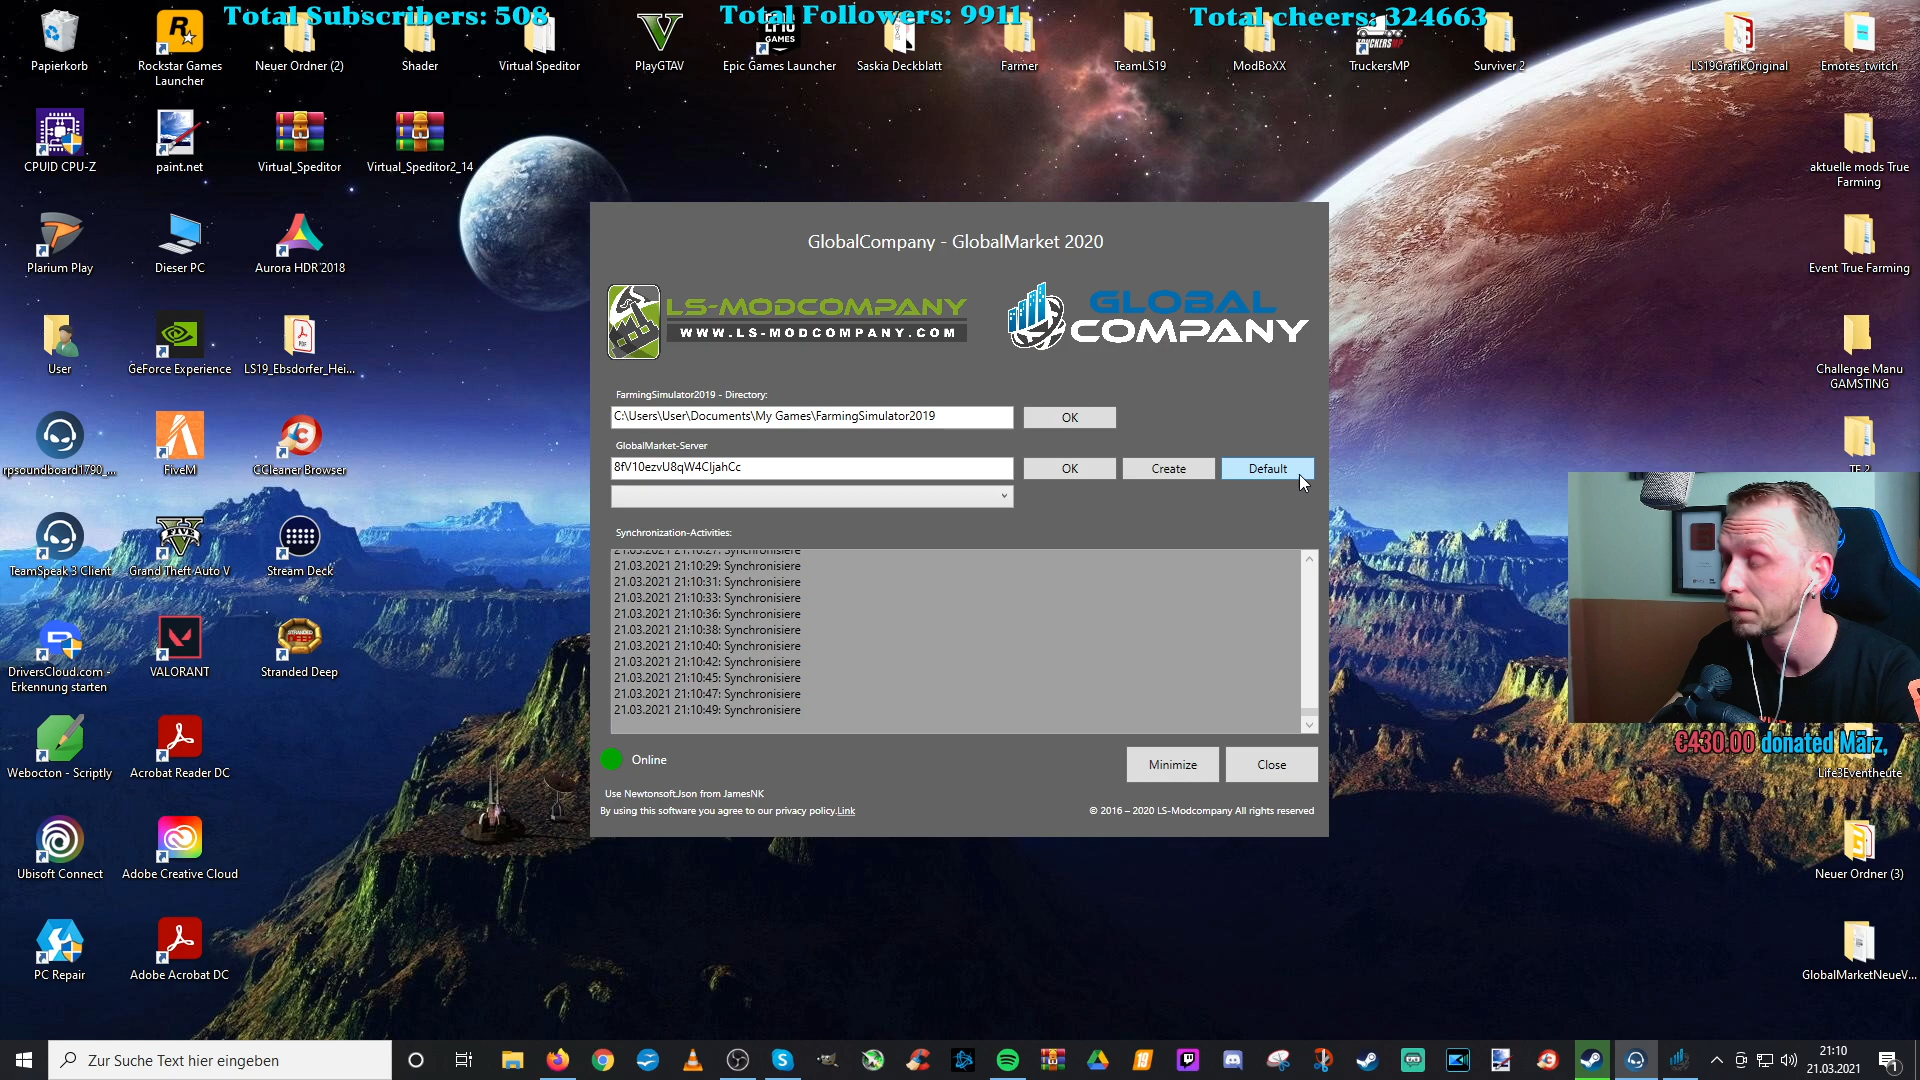 Total Subscribers: 508
Total Followers: 9911
Total cheers: 324663
Papierkorb
Rockstar Games
Launcher
Neuer Ordner (2)
Shader
Virtual Speditor
PlayGTAV
Epic Games Launcher
Saskia Deckblatt
Farmer
TeamLS19
ModBoXX
TruckersMP
Surviver 2
LS19GrafikOriginal
Emotes_twitch
CPUID CPU-Z
paint.net
Virtual_Speditor
Virtual_Speditor2_14
aktuelle mods True
Farming
Plarium Play
Dieser PC
Aurora HDR'2018
Event True Farming
User
GeForce Experience
LS19_Ebsdorfer_Hei...
Challenge Manu
GAMSTING
rpsoundboard1790_...
FiveM
CCleaner Browser
TF 2
TeamSpeak 3 Client
Grand Theft Auto V
Stream Deck
DriversCloud.com -
Erkennung starten
VALORANT
Stranded Deep
Webocton - Scriptly
Acrobat Reader DC
Life3Eventheute
Ubisoft Connect
Adobe Creative Cloud
Neuer Ordner (3)
PC Repair
Adobe Acrobat DC
GlobalMarketNeueV...
GlobalCompany - GlobalMarket 2020
LS-MODCOMPANY
WWW.LS-MODCOMPANY.COM
GLOBAL
COMPANY
FarmingSimulator2019 - Directory:
C:\Users\User\Documents\My Games\FarmingSimulator2019
OK
GlobalMarket-Server
8fV10ezvU8qW4CljahCc
OK
Create
Default
Synchronization-Activities:
21.03.2021 21:10:27: Synchronisiere
21.03.2021 21:10:29: Synchronisiere
21.03.2021 21:10:31: Synchronisiere
21.03.2021 21:10:33: Synchronisiere
21.03.2021 21:10:36: Synchronisiere
21.03.2021 21:10:38: Synchronisiere
21.03.2021 21:10:40: Synchronisiere
21.03.2021 21:10:42: Synchronisiere
21.03.2021 21:10:45: Synchronisiere
21.03.2021 21:10:47: Synchronisiere
21.03.2021 21:10:49: Synchronisiere
Online
Minimize
Close
Use Newtonsoft.Json from JamesNK
By using this software you agree to our privacy policy.Link
© 2016 – 2020 LS-Modcompany All rights reserved
€430.00 donated März,
Zur Suche Text hier eingeben
21:10
21.03.2021